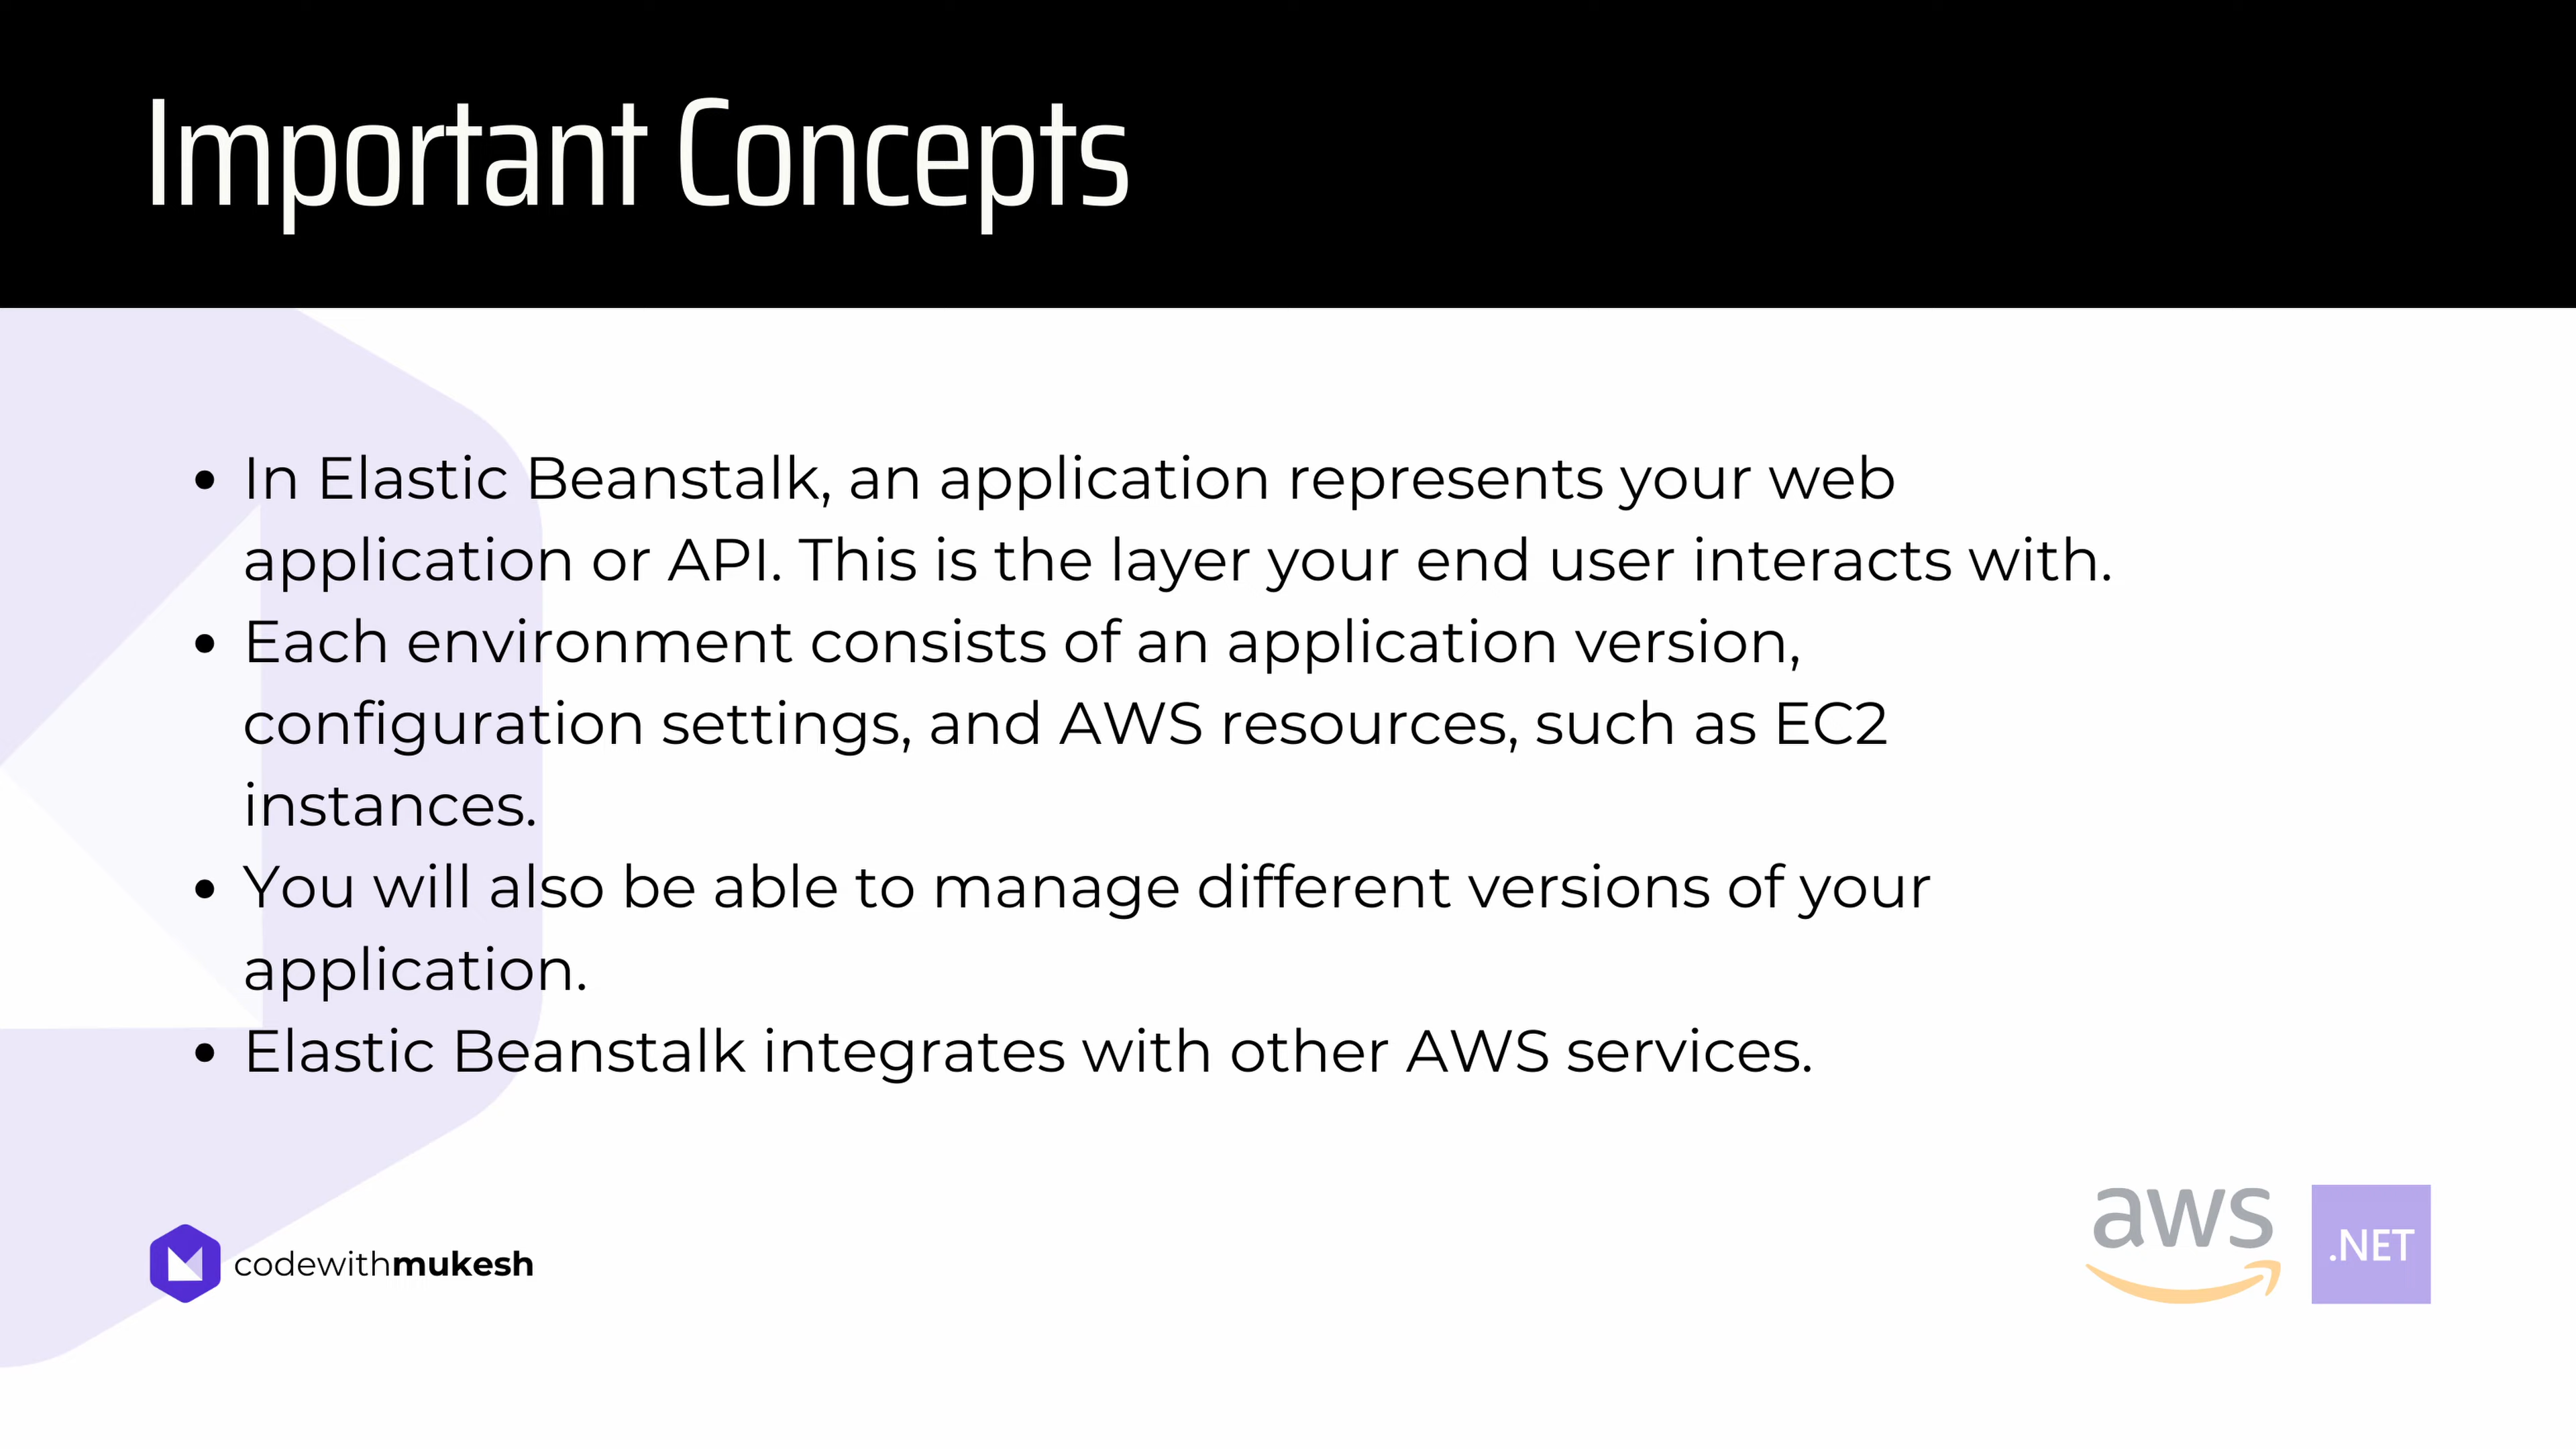 Important Concepts
• In Elastic Beanstalk, an application represents your web
application or API. This is the layer your end user interacts with.
• Each environment consists of an application version,
configuration settings, and AWS resources, such as EC2
instances.
• You will also be able to manage different versions of your
application.
• Elastic Beanstalk integrates with other AWS services.
codewithmukesh
aws
.NET